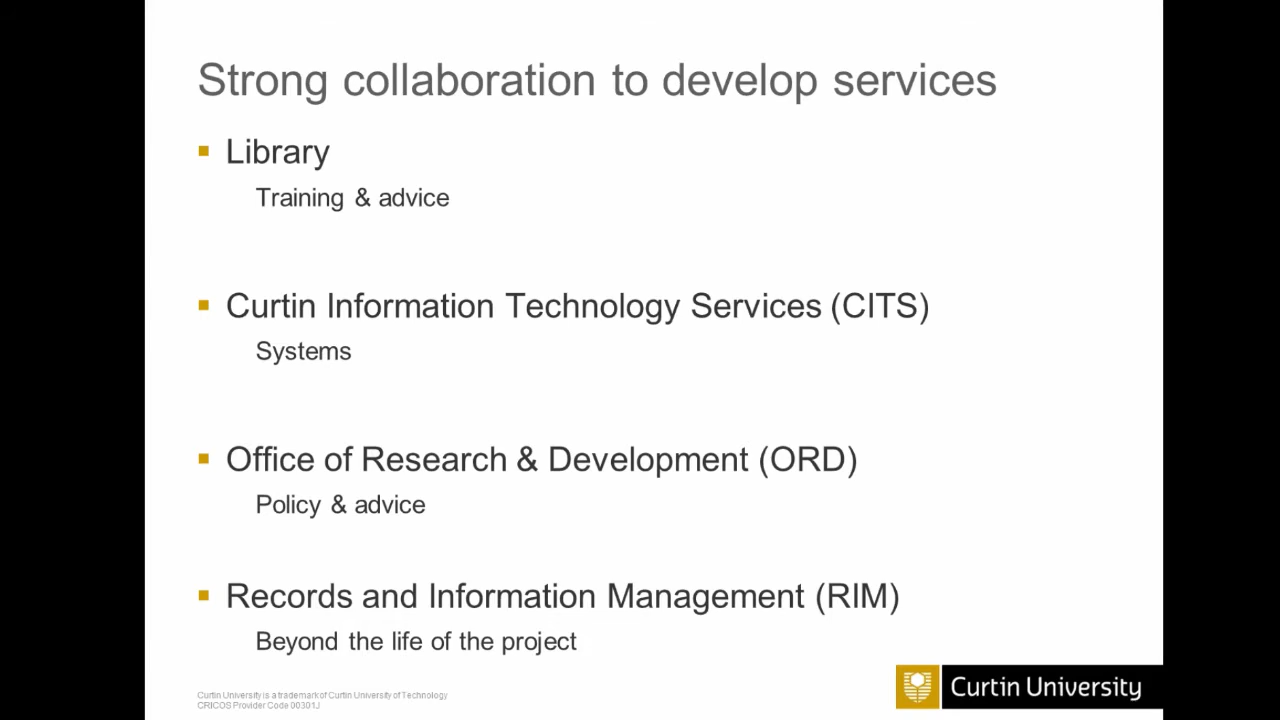 Strong collaboration to develop services
Library
Training & advice
Curtin Information Technology Services (CITS)
Systems
Office of Research & Development (ORD)
Policy & advice
Records and Information Management (RIM)
Beyond the life of the project
Curtin University is a trademark of Curtin University of Technology
CRICOS Provider Code 00301J
Curtin University